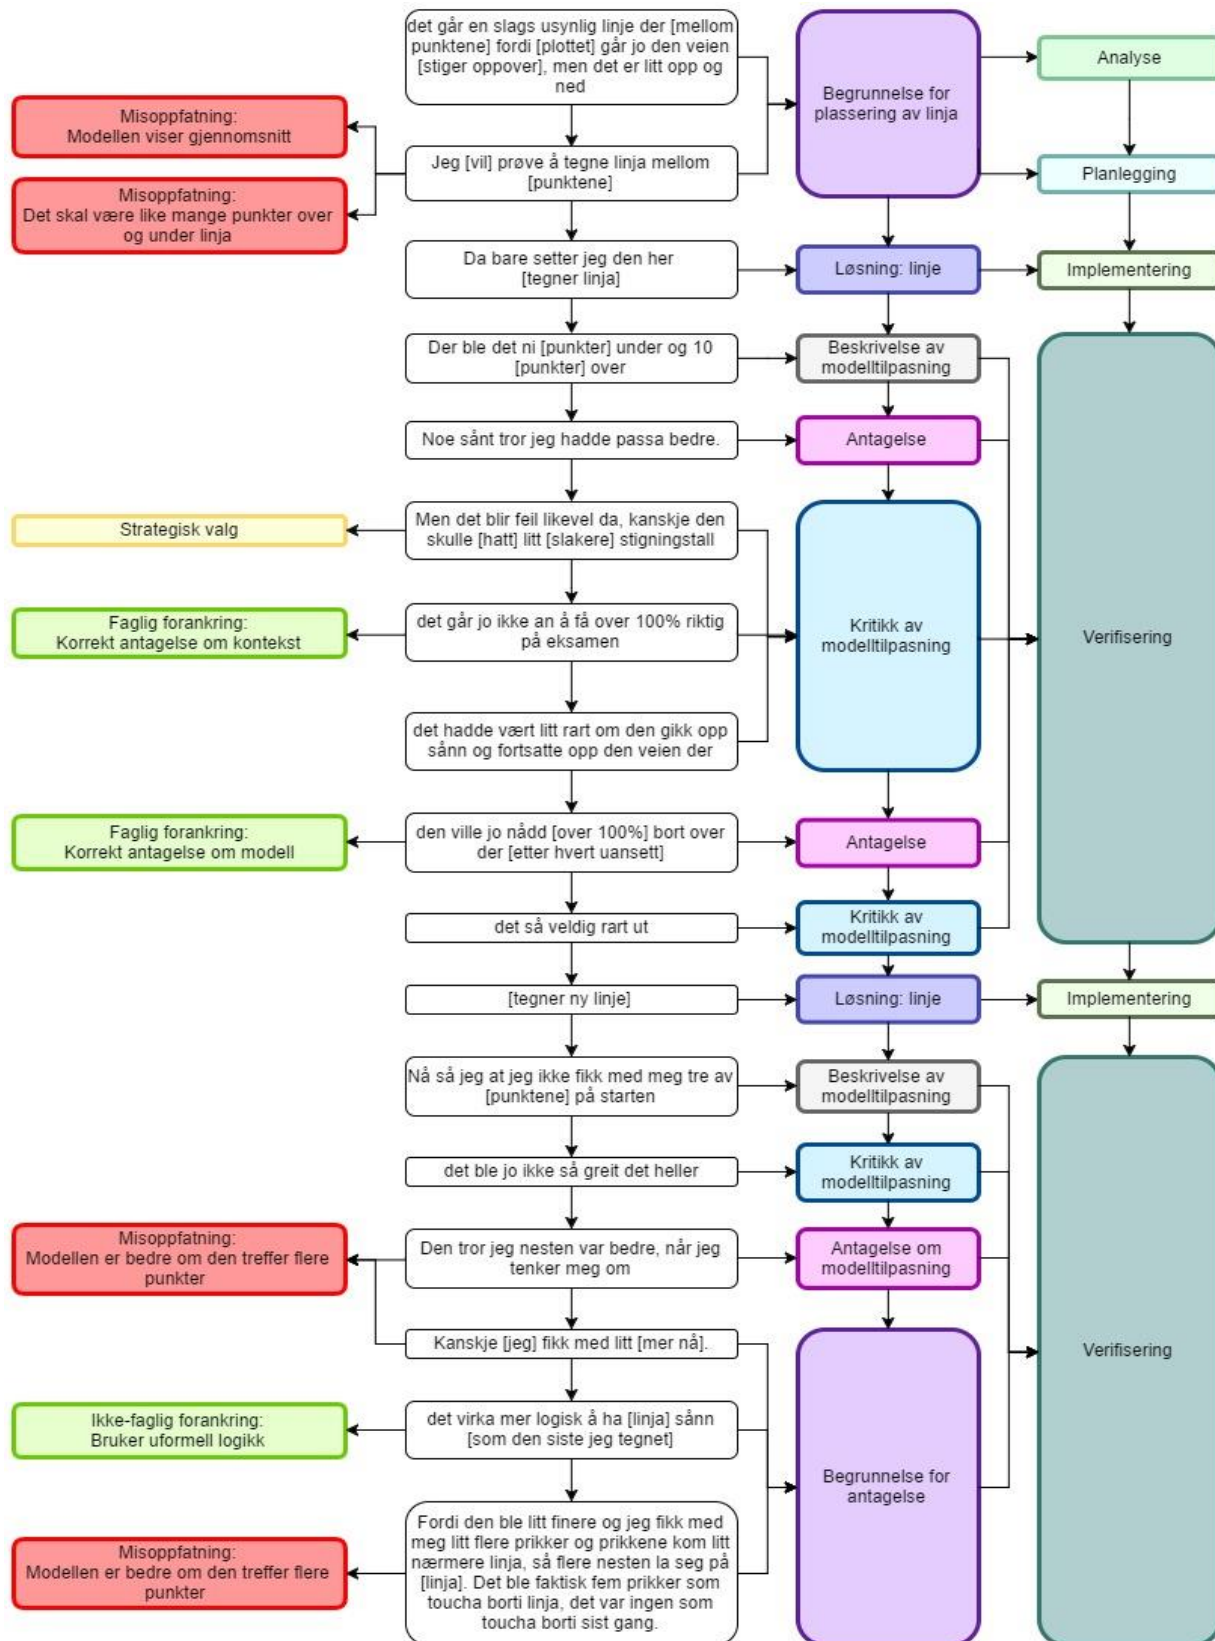 det går en slags usynlig linje der [mellom
punktene] fordi [plottet] går jo den veien
[stiger oppover], men det er litt opp og
ned
Begrunnelse for
plassering av linja
Analyse
Misoppfatning:
Modellen viser gjennomsnitt
Jeg [vil] prøve å tegne linja mellom
[punktene]
Planlegging
Misoppfatning:
Det skal være like mange punkter over
og under linja
Da bare setter jeg den her
[tegner linja]
Løsning: linje
Implementering
Der ble det ni [punkter] under og 10
[punkter] over
Beskrivelse av
modelltilpasning
Noe sånt tror jeg hadde passa bedre.
Antagelse
Strategisk valg
Men det blir feil likevel da, kanskje den
skulle [hatt] litt [slakere] stigningstall
Faglig forankring:
Korrekt antagelse om kontekst
det går jo ikke an å få over 100% riktig
på eksamen
Kritikk av
modelltilpasning
Verifisering
det hadde vært litt rart om den gikk opp
sånn og fortsatte opp den veien der
Faglig forankring:
Korrekt antagelse om modell
den ville jo nådd [over 100%] bort over
der [etter hvert uansett]
Antagelse
det så veldig rart ut
Kritikk av
modelltilpasning
[tegner ny linje]
Løsning: linje
Implementering
Nå så jeg at jeg ikke fikk med meg tre av
[punktene] på starten
Beskrivelse av
modelltilpasning
det ble jo ikke så greit det heller
Kritikk av
modelltilpasning
Misoppfatning:
Modellen er bedre om den treffer flere
punkter
Den tror jeg nesten var bedre, når jeg
tenker meg om
Antagelse om
modelltilpasning
Kanskje [jeg] fikk med litt [mer nå].
Verifisering
Ikke-faglig forankring:
Bruker uformell logikk
det virka mer logisk å ha [linja] sånn
[som den siste jeg tegnet]
Begrunnelse for
antagelse
Misoppfatning:
Modellen er bedre om den treffer flere
punkter
Fordi den ble litt finere og jeg fikk med
meg litt flere prikker og prikkene kom litt
nærmere linja, så flere nesten la seg på
[linja]. Det ble faktisk fem prikker som
toucha borti linja, det var ingen som
toucha borti sist gang.